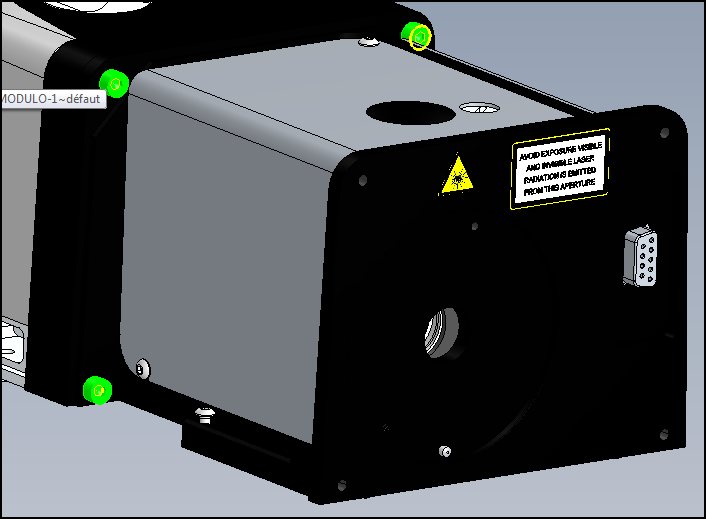 MODULO-1~défaut
AVOID EXPOSURE VISIBLE
AND INVISIBLE LASER
RADIATION IS EMITTED
FROM THIS APERTURE